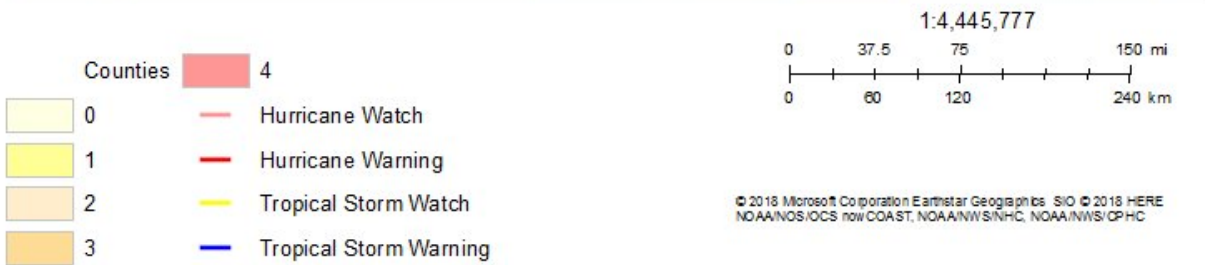 Counties
0
1
2
3
4
Hurricane Watch
Hurricane Warning
Tropical Storm Watch
Tropical Storm Warning
1:4,445,777
0 37.5 75 150 mi
0 60 120 240 km
© 2018 Microsoft Corporation Earthstar Geographics SIO © 2018 HERE
NOAA/NOS/OCS nowCOAST, NOAA/NWS/NHC, NOAA/NWS/CPHC